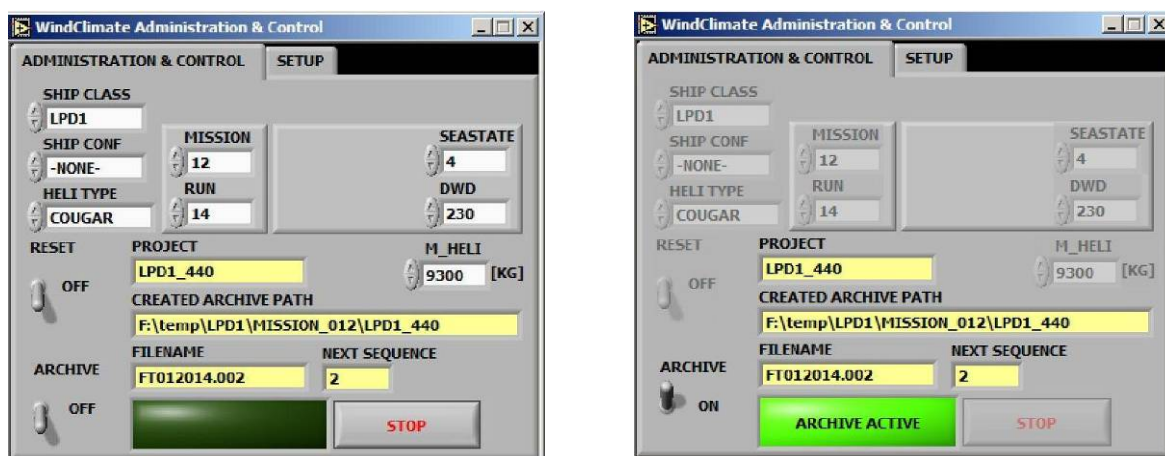 WindClimate Administration & Control
ADMINISTRATION & CONTROL SETUP
SHIP CLASS
LPD1
SHIP CONF
-NONE-
HELI TYPE
COUGAR
MISSION
12
RUN
14
SEASTATE
4
DWD
230
RESET
OFF
PROJECT
LPD1_440
M_HELI
9300 [KG]
CREATED ARCHIVE PATH
F:\temp\LPD1\MISSION_012\LPD1_440
FILENAME
FT012014.002
NEXT SEQUENCE
2
ARCHIVE
OFF
STOP
WindClimate Administration & Control
ADMINISTRATION & CONTROL SETUP
SHIP CLASS
LPD1
SHIP CONF
-NONE-
HELI TYPE
COUGAR
MISSION
12
RUN
14
SEASTATE
4
DWD
230
RESET
OFF
PROJECT
LPD1_440
M_HELI
9300 [KG]
CREATED ARCHIVE PATH
F:\temp\LPD1\MISSION_012\LPD1_440
FILENAME
FT012014.002
NEXT SEQUENCE
2
ARCHIVE
ON
ARCHIVE ACTIVE
STOP